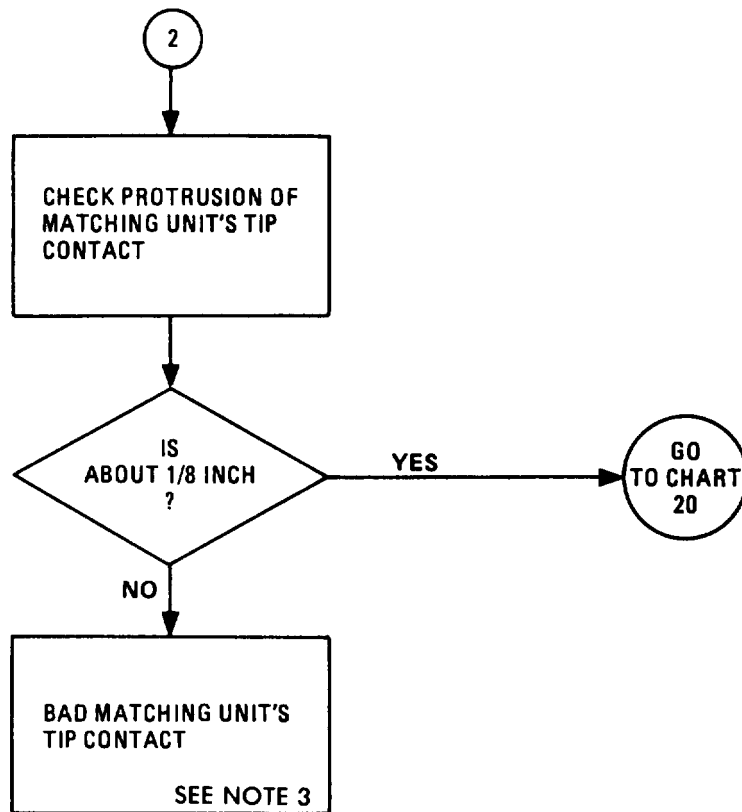 2
CHECK PROTRUSION OF
MATCHING UNIT'S TIP
CONTACT
IS
ABOUT 1/8 INCH
?
YES
GO
TO CHART
20
NO
BAD MATCHING UNIT'S
TIP CONTACT
SEE NOTE 3